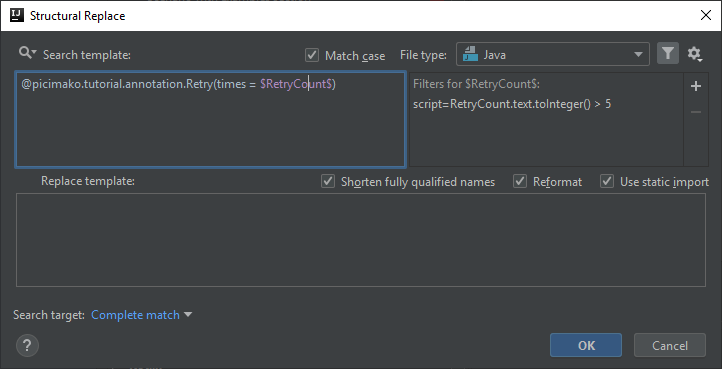 Structural Replace
Search template:
Match case
File type:
Java
@picimako.tutorial.annotation.Retry(times = $RetryCount$)
Filters for $RetryCount$:
script=RetryCount.text.toInteger() > 5
Replace template:
Shorten fully qualified names
Reformat
Use static import
Search target: Complete match
?
OK
Cancel